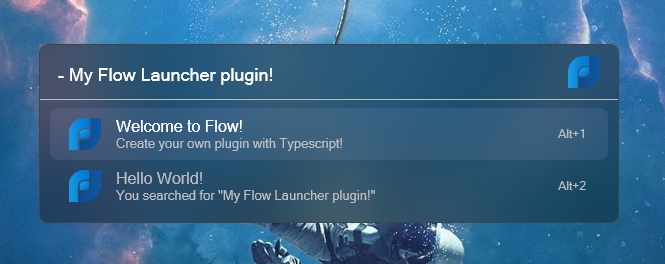 - My Flow Launcher plugin!
Welcome to Flow!
Create your own plugin with Typescript!
Alt+1
Hello World!
You searched for "My Flow Launcher plugin!"
Alt+2